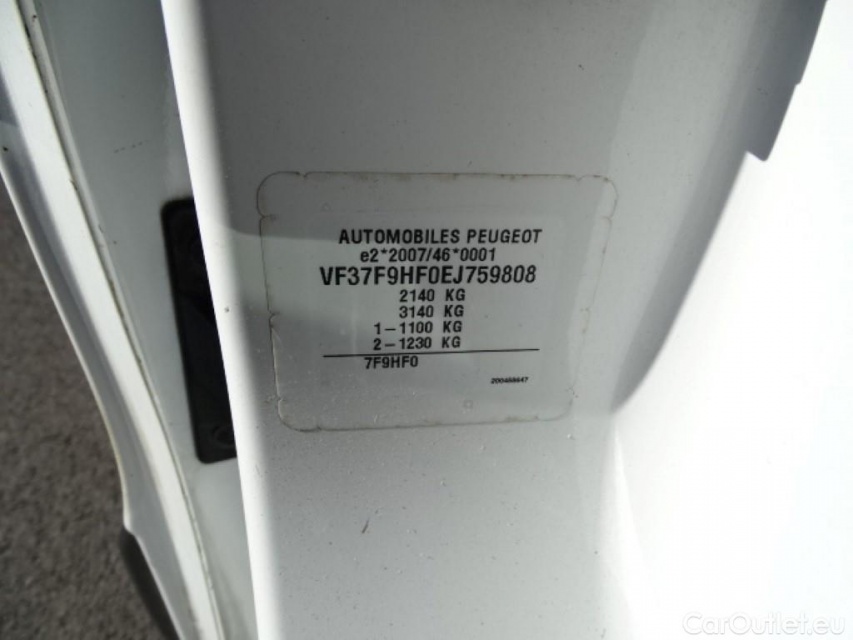 AUTOMOBILES PEUGEOT
e2*2007/46*0001
VF37F9HF0EJ759808
2140 KG
3140 KG
1-1100 KG
2-1230 KG
7F9HF0
CarOutlet.eu